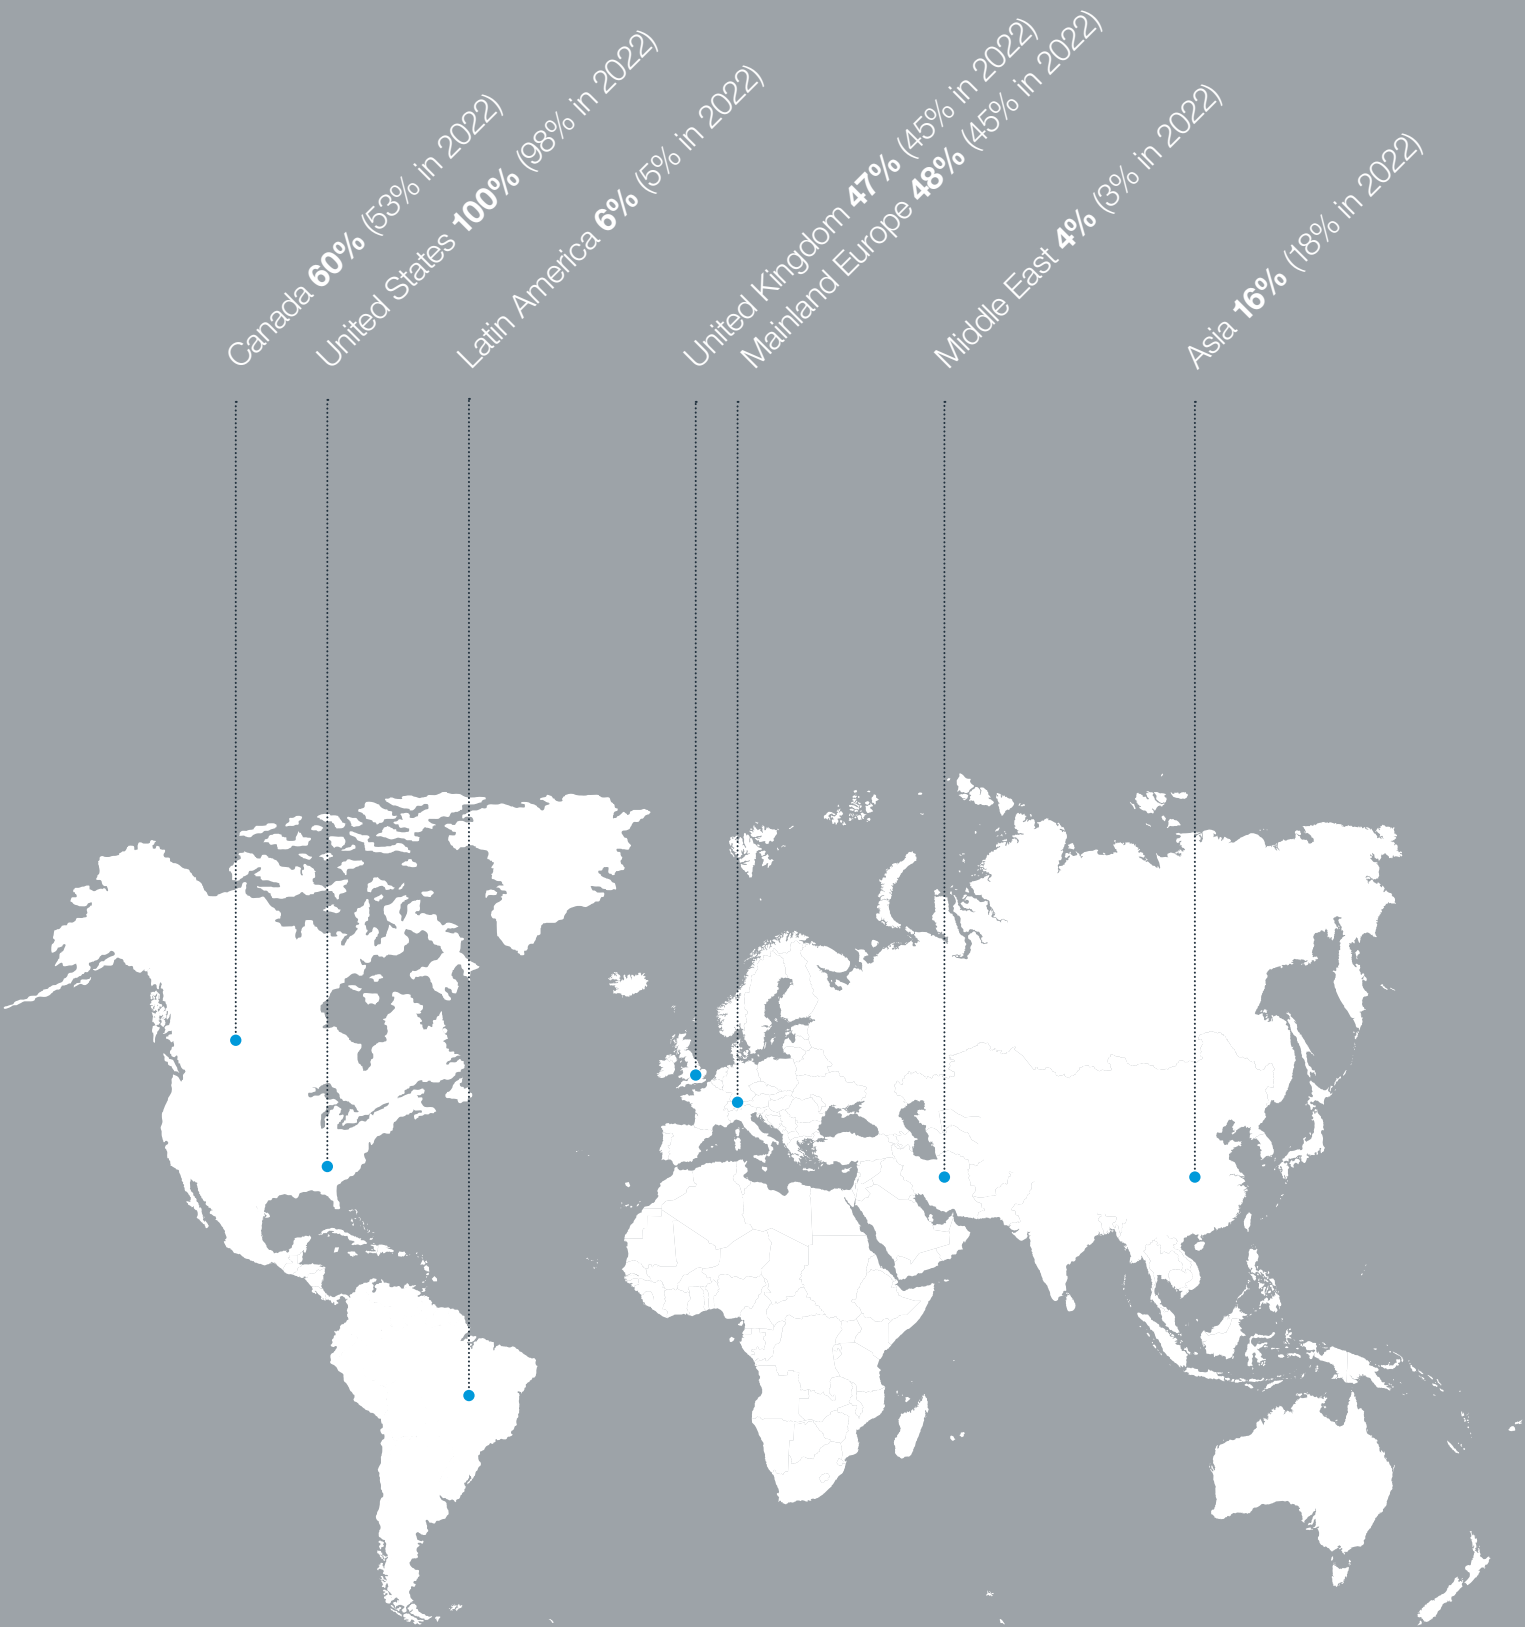 Canada 60% (53% in 2022)
United States 100% (98% in 2022)
Latin America 6% (5% in 2022)
United Kingdom 47% (45% in 2022)
Mainland Europe 48% (45% in 2022)
Middle East 4% (3% in 2022)
Asia 16% (18% in 2022)